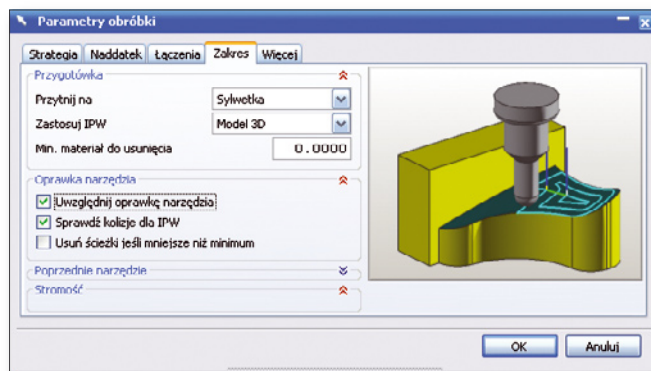 Parametry obróbki
Strategia Naddatek Łączenia Zakres Więcej
Przygotówka
Przytnij na Sylwetka
Zastosuj IPW Model 3D
Min. materiał do usunięcia 0.0000
Oprawka narzędzia
Uwzględnij oprawkę narzędzia
Sprawdź kolizje dla IPW
Usuń ścieżki jeśli mniejsze niż minimum
Poprzednie narzędzie
Stromość
OK Anuluj